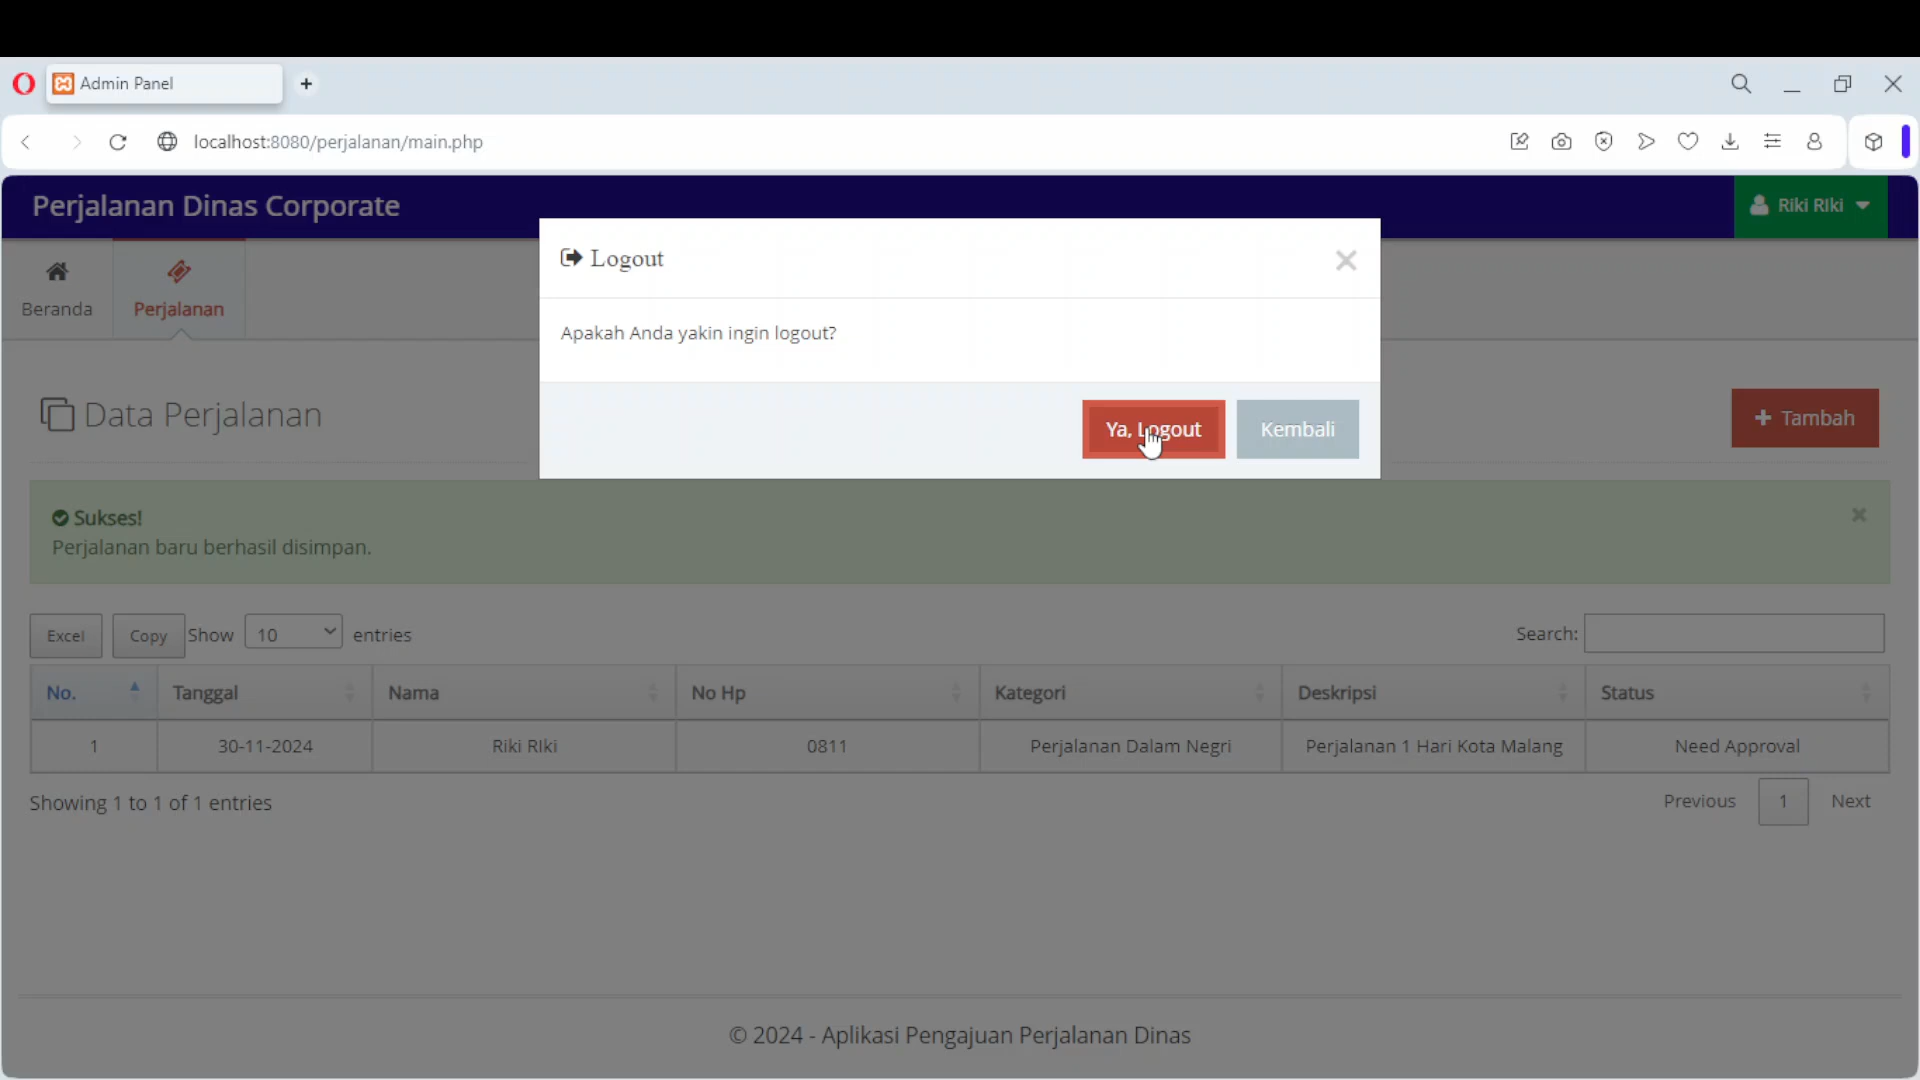 Admin Panel
localhost:8080/perjalanan/main.php
Perjalanan Dinas Corporate
Riki RIki
Logout
Apakah Anda yakin ingin logout?
Ya, Logout
Kembali
Beranda
Perjalanan
Data Perjalanan
+ Tambah
Sukses!
Perjalanan baru berhasil disimpan.
Excel Copy Show 10 entries
Search:
No. Tanggal Nama No Hp Kategori Deskripsi Status
1 30-11-2024 Riki RIki 0811 Perjalanan Dalam Negri Perjalanan 1 Hari Kota Malang Need Approval
Showing 1 to 1 of 1 entries
Previous 1 Next
© 2024 - Aplikasi Pengajuan Perjalanan Dinas